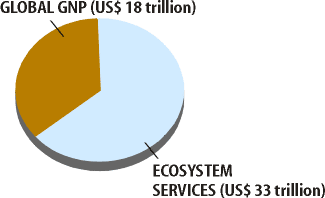 GLOBAL GNP (US$ 18 trillion)
ECOSYSTEM
SERVICES (US$ 33 trillion)